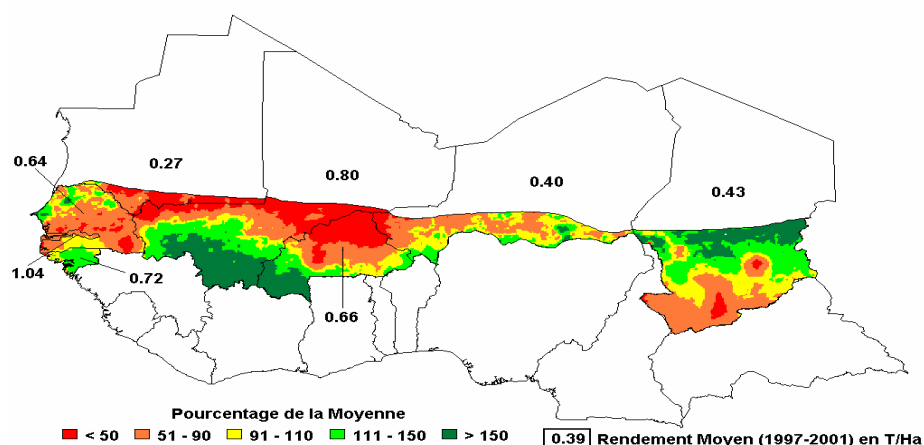 0.64
0.27
0.80
0.40
0.43
1.04
0.72
0.66
Pourcentage de la Moyenne
< 50 51 - 90 91 - 110 111 - 150 > 150
0.39 Rendement Moyen (1997-2001) en T/Ha